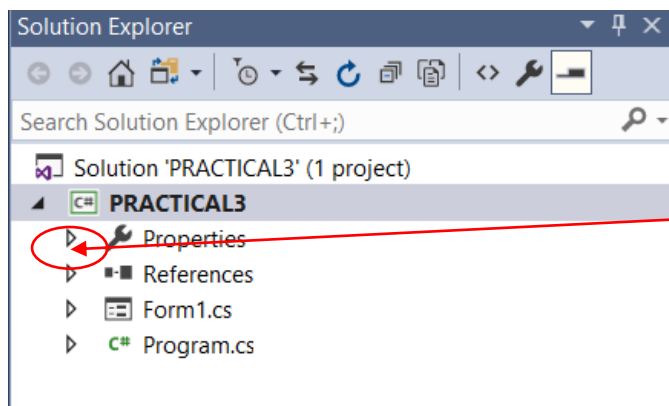 Solution Explorer
Search Solution Explorer (Ctrl+;)
Solution 'PRACTICAL3' (1 project)
C# PRACTICAL3
Properties
References
Form1.cs
C# Program.cs